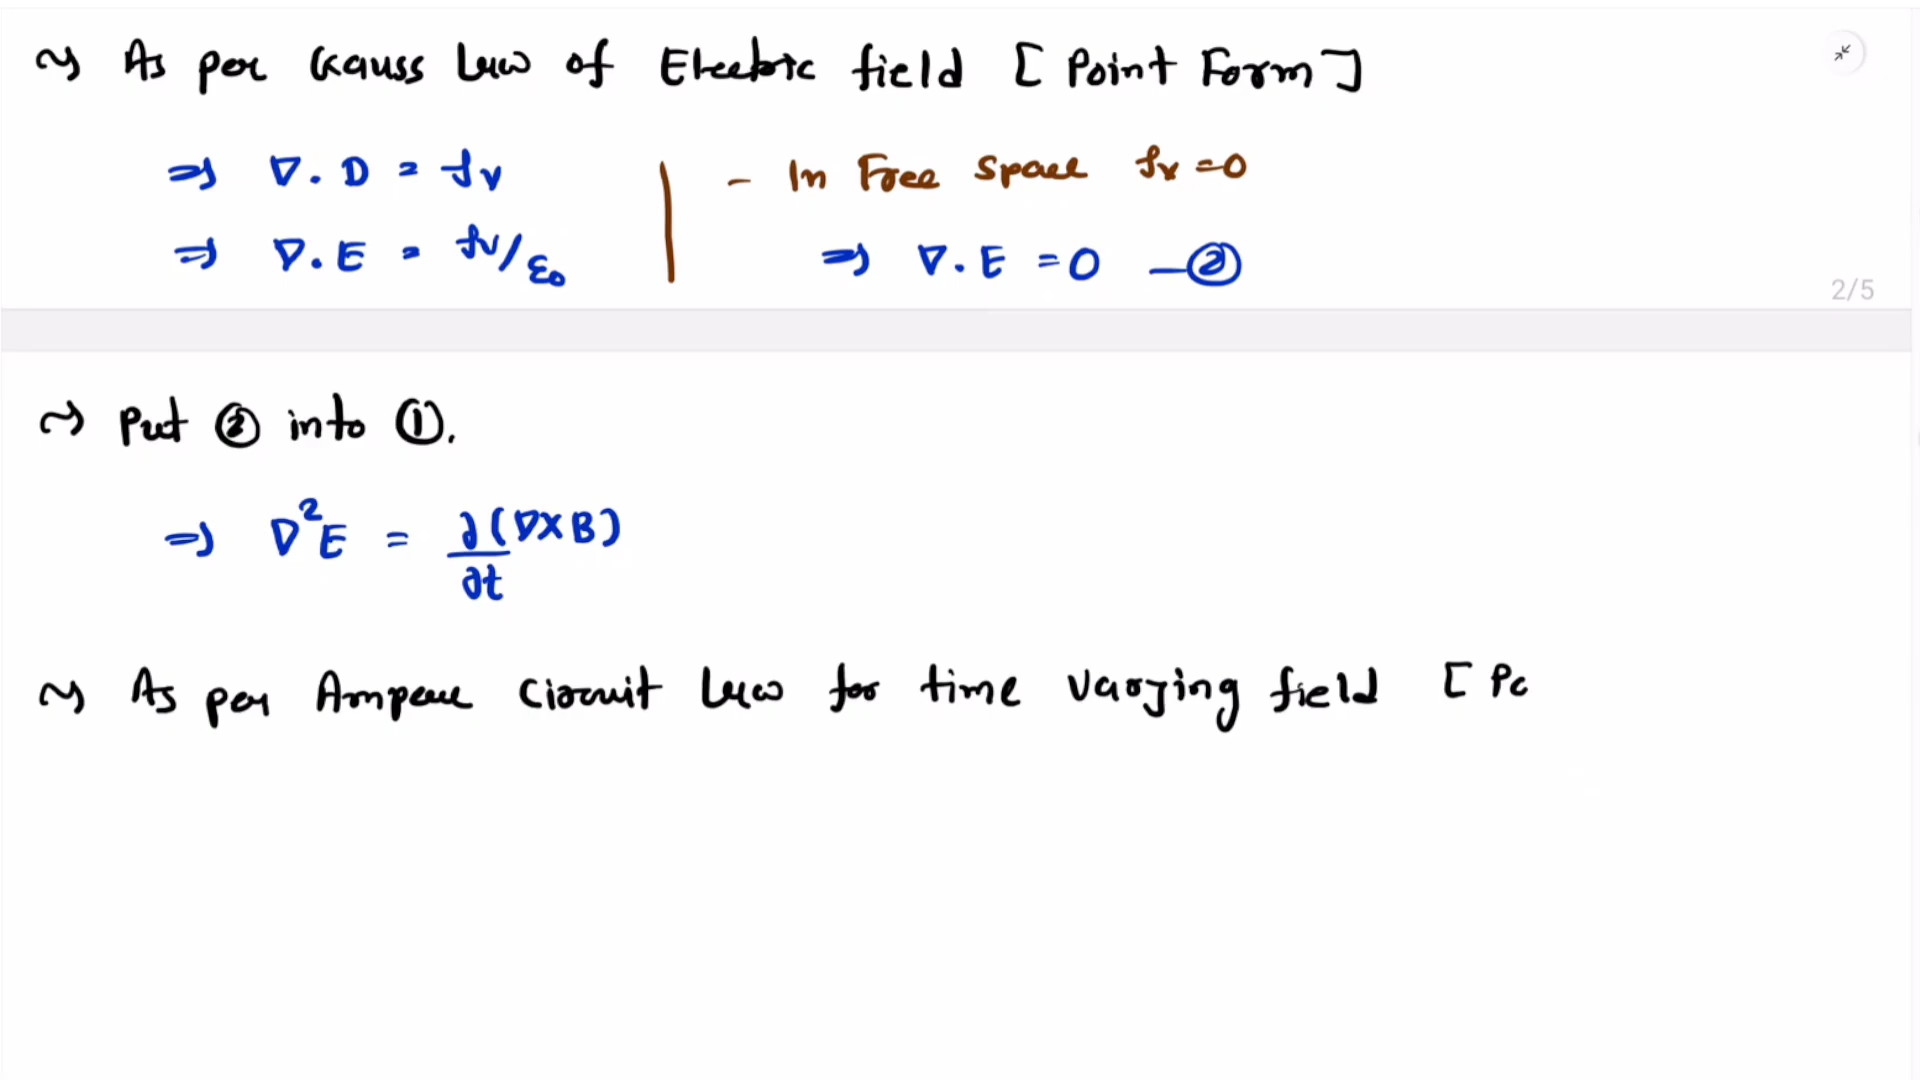 ~> As per Gauss Law of Electric field [Point Form]
=> ∇. D = ρv
- In Free Space ρv = 0
=> ∇. E = ρv/ε0
=> ∇. E = 0 — ②
2/5
~> Put ② into ①.
=> ∇²E = ∂(∇×B)/∂t
~> As per Ampere Circuit Law for time varying field [Po